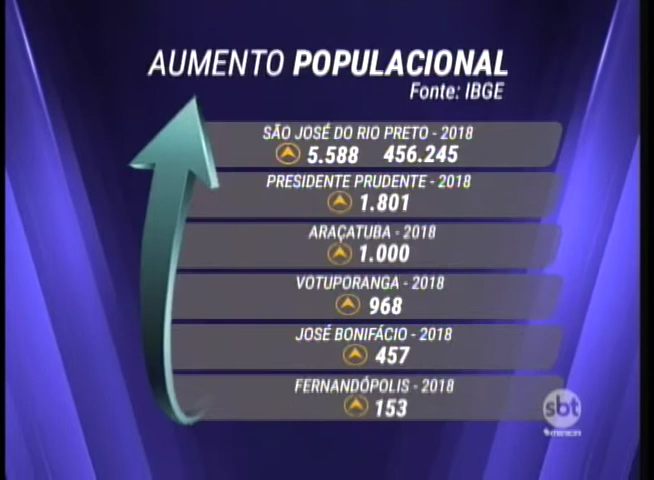 AUMENTO POPULACIONAL
Fonte: IBGE
SÃO JOSÉ DO RIO PRETO - 2018
5.588 456.245
PRESIDENTE PRUDENTE - 2018
1.801
ARAÇATUBA - 2018
1.000
VOTUPORANGA - 2018
968
JOSÉ BONIFÁCIO - 2018
457
FERNANDÓPOLIS - 2018
153
sbt